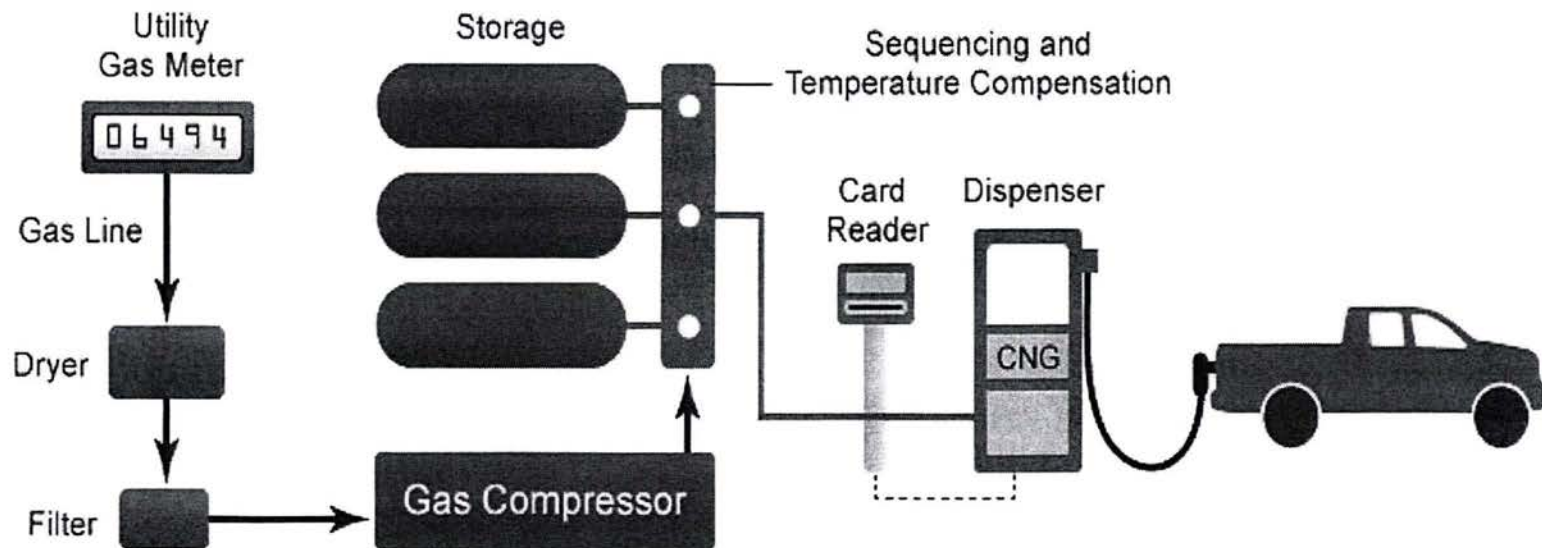 Utility
Gas Meter
06494
Gas Line
Dryer
Filter
Gas Compressor
Storage
Sequencing and
Temperature Compensation
Card
Reader
Dispenser
CNG